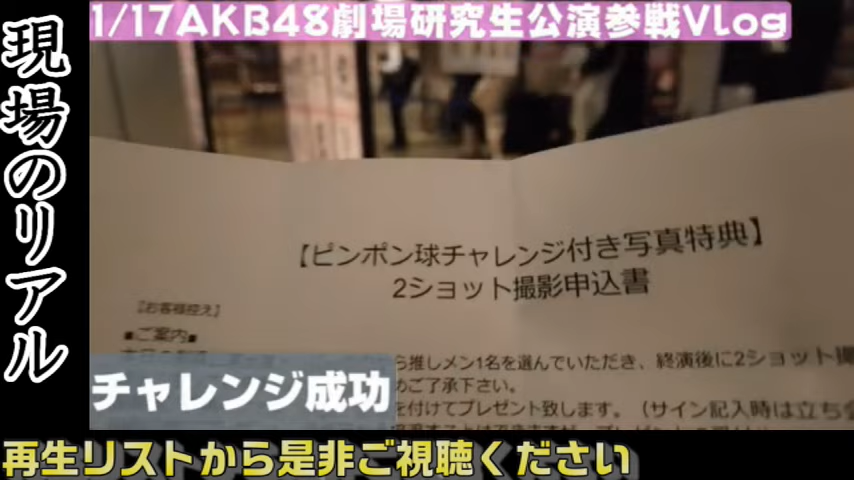 1/17AKB48劇場研究生公演参戦Vlog
現場のリアル
【ピンポン球チャレンジ付き写真特典】
2ショット撮影申込書
【お客様控え】
■ご案内■
ら推しメン1名を選んでいただき、終演後に2ショット撮
めご了承下さい。
を付けてプレゼント致します。（サイン記入時は立ち会
チャレンジ成功
再生リストから是非ご視聴ください